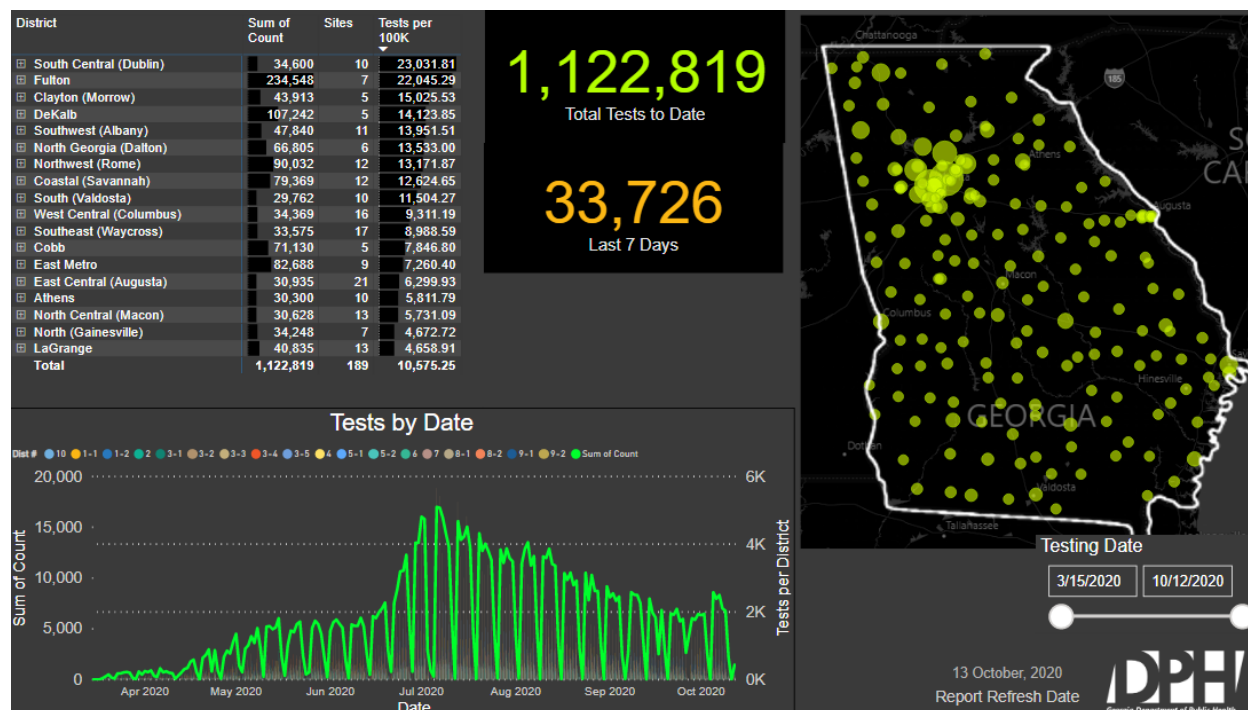 District Sum of Count Sites Tests per 100K
South Central (Dublin) 34,600 10 23,031.81
Fulton 234,548 7 22,045.29
Clayton (Morrow) 43,913 5 15,025.53
DeKalb 107,242 5 14,123.85
Southwest (Albany) 47,840 11 13,951.51
North Georgia (Dalton) 66,805 6 13,533.00
Northwest (Rome) 90,032 12 13,171.87
Coastal (Savannah) 79,369 12 12,624.65
South (Valdosta) 29,762 10 11,504.27
West Central (Columbus) 34,369 16 9,311.19
Southeast (Waycross) 33,575 17 8,988.59
Cobb 71,130 5 7,846.80
East Metro 82,688 9 7,260.40
East Central (Augusta) 30,935 21 6,299.93
Athens 30,300 10 5,811.79
North Central (Macon) 30,628 13 5,731.09
North (Gainesville) 34,248 7 4,672.72
LaGrange 40,835 13 4,658.91
Total 1,122,819 189 10,575.25
1,122,819
Total Tests to Date
33,726
Last 7 Days
Chattanooga
185
Athens
Augusta
Macon
Columbus
Hinesville
GEORGIA
Dothan
Valdosta
Tallahassee
Tests by Date
Dist # 10 1-1 1-2 2 3-1 3-2 3-3 3-4 3-5 4 5-1 5-2 6 7 8-1 8-2 9-1 9-2 Sum of Count
20,000 6K
15,000
4K
10,000
2K
5,000
0 0K
Sum of Count
Tests per District
Apr 2020 May 2020 Jun 2020 Jul 2020 Aug 2020 Sep 2020 Oct 2020
Date
Testing Date
3/15/2020 10/12/2020
13 October, 2020
Report Refresh Date
DPH
Georgia Department of Public Health